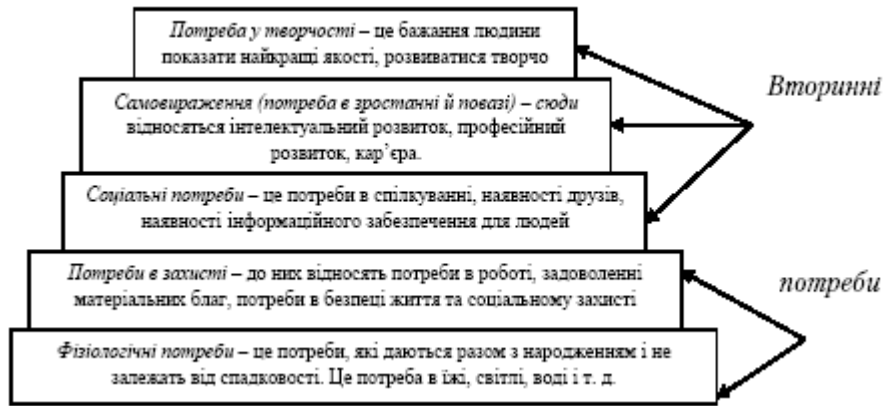 Потреба у творчості – це бажання людини
показати найкращі якості, розвиватися творчо
Самовираження (потреба в зростанні й повазі) – сюди
відносяться інтелектуальний розвиток, професійний
розвиток, кар’єра.
Вторинні
Соціальні потреби – це потреби в спілкуванні, наявності друзів,
наявності інформаційного забезпечення для людей
Потреби в захисті – до них відносять потреби в роботі, задоволенні
матеріальних благ, потреби в безпеці життя та соціальному захисті
потреби
Фізіологічні потреби – це потреби, які даються разом з народженням і не
залежать від спадковості. Це потреба в їжі, світлі, воді і т. д.